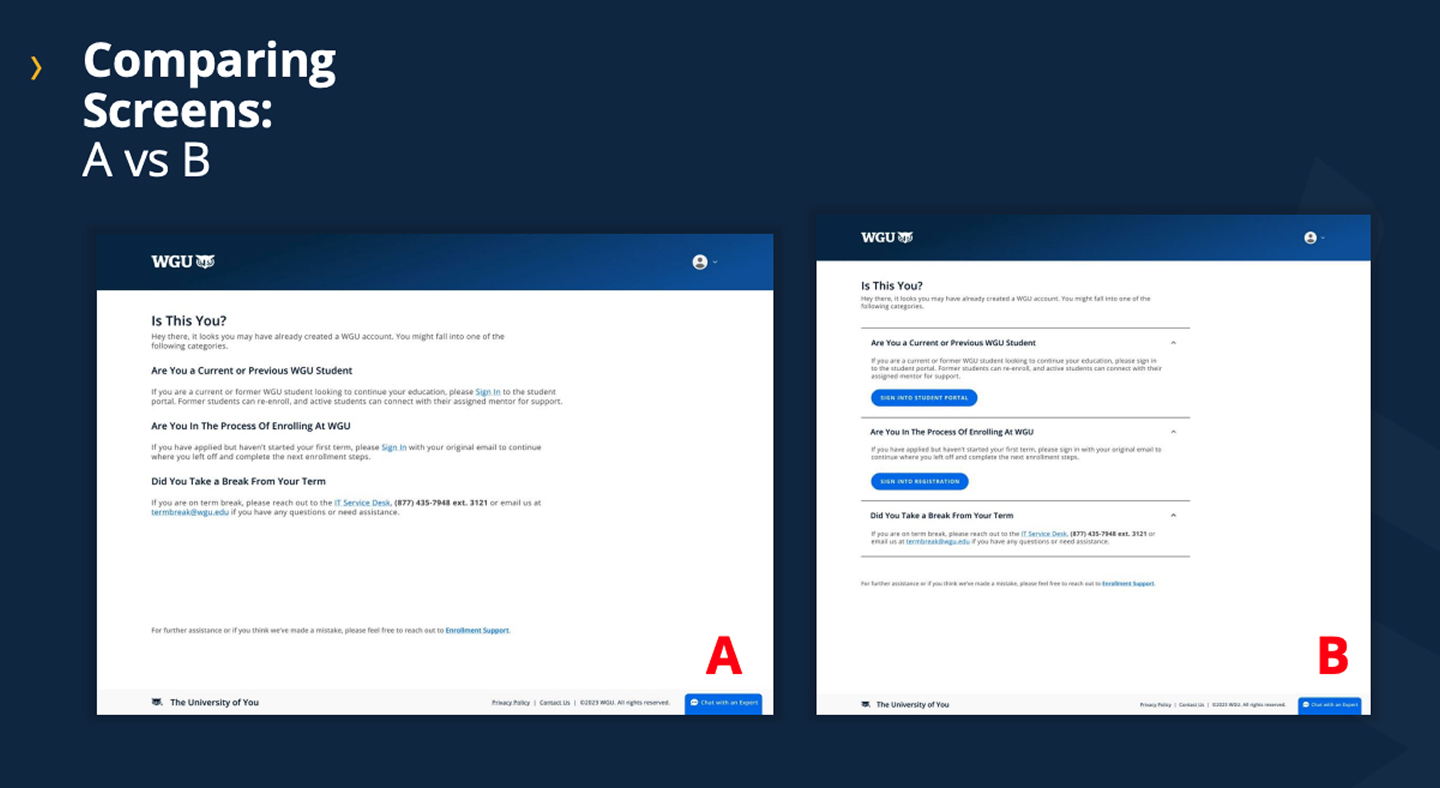 Comparing
Screens:
A vs B
WGU
Is This You?
Hey there, it looks you may have already created a WGU account. You might fall into one of the
following categories.
Are You a Current or Previous WGU Student
If you are a current or former WGU student looking to continue your education, please Sign In to the student
portal. Former students can re-enroll, and active students can connect with their assigned mentor for support.
Are You In The Process Of Enrolling At WGU
If you have applied but haven't started your first term, please Sign In with your original email to continue
where you left off and complete the next enrollment steps.
Did You Take a Break From Your Term
If you are on term break, please reach out to the IT Service Desk, (877) 435-7948 ext. 3121 or email us at
termbreak@wgu.edu if you have any questions or need assistance.
For further assistance or if you think we've made a mistake, please feel free to reach out to Enrollment Support.
A
The University of You
Privacy Policy | Contact Us | ©2023 WGU. All rights reserved.
Chat with an Expert
WGU
Is This You?
Hey there, it looks you may have already created a WGU account. You might fall into one of the
following categories.
Are You a Current or Previous WGU Student
If you are a current or former WGU student looking to continue your education, please sign in
to the student portal. Former students can re-enroll, and active students can connect with their
assigned mentor for support.
SIGN INTO STUDENT PORTAL
Are You In The Process Of Enrolling At WGU
If you have applied but haven't started your first term, please sign in with your original email to
continue where you left off and complete the next enrollment steps.
SIGN INTO REGISTRATION
Did You Take a Break From Your Term
If you are on term break, please reach out to the IT Service Desk, (877) 435-7948 ext. 3121 or
email us at termbreak@wgu.edu if you have any questions or need assistance.
For further assistance or if you think we've made a mistake, please feel free to reach out to Enrollment Support.
B
The University of You
Privacy Policy | Contact Us | ©2023 WGU. All rights reserved.
Chat with an Expert